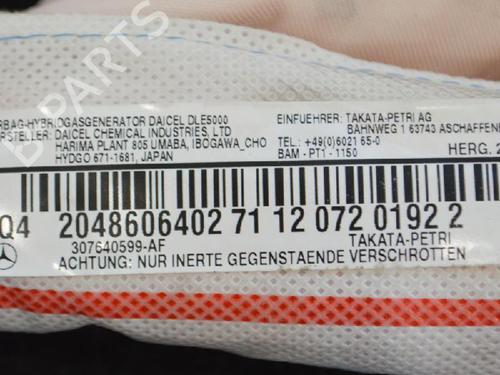 RBAG-HYBRIDGASGENERATOR DAICEL DLE5000
RSTELLER: DAICEL CHEMICAL INDUSTRIES, LTD
HARIMA PLANT 805 UMABA, IBOGAWA_CHO
HYDGO 671-1681, JAPAN
EINFUEHRER: TAKATA-PETRI AG
BAHNWEG 1 63743 ASCHAFFEN
TEL.: +49(0)6021 65-0
BAM - PT1 - 1150
HERG. 2
Q4 2048606402 71 12 072 0192 2
307640599-AF
TAKATA-PETRI
ACHTUNG: NUR INERTE GEGENSTAENDE VERSCHROTTEN
PARTS